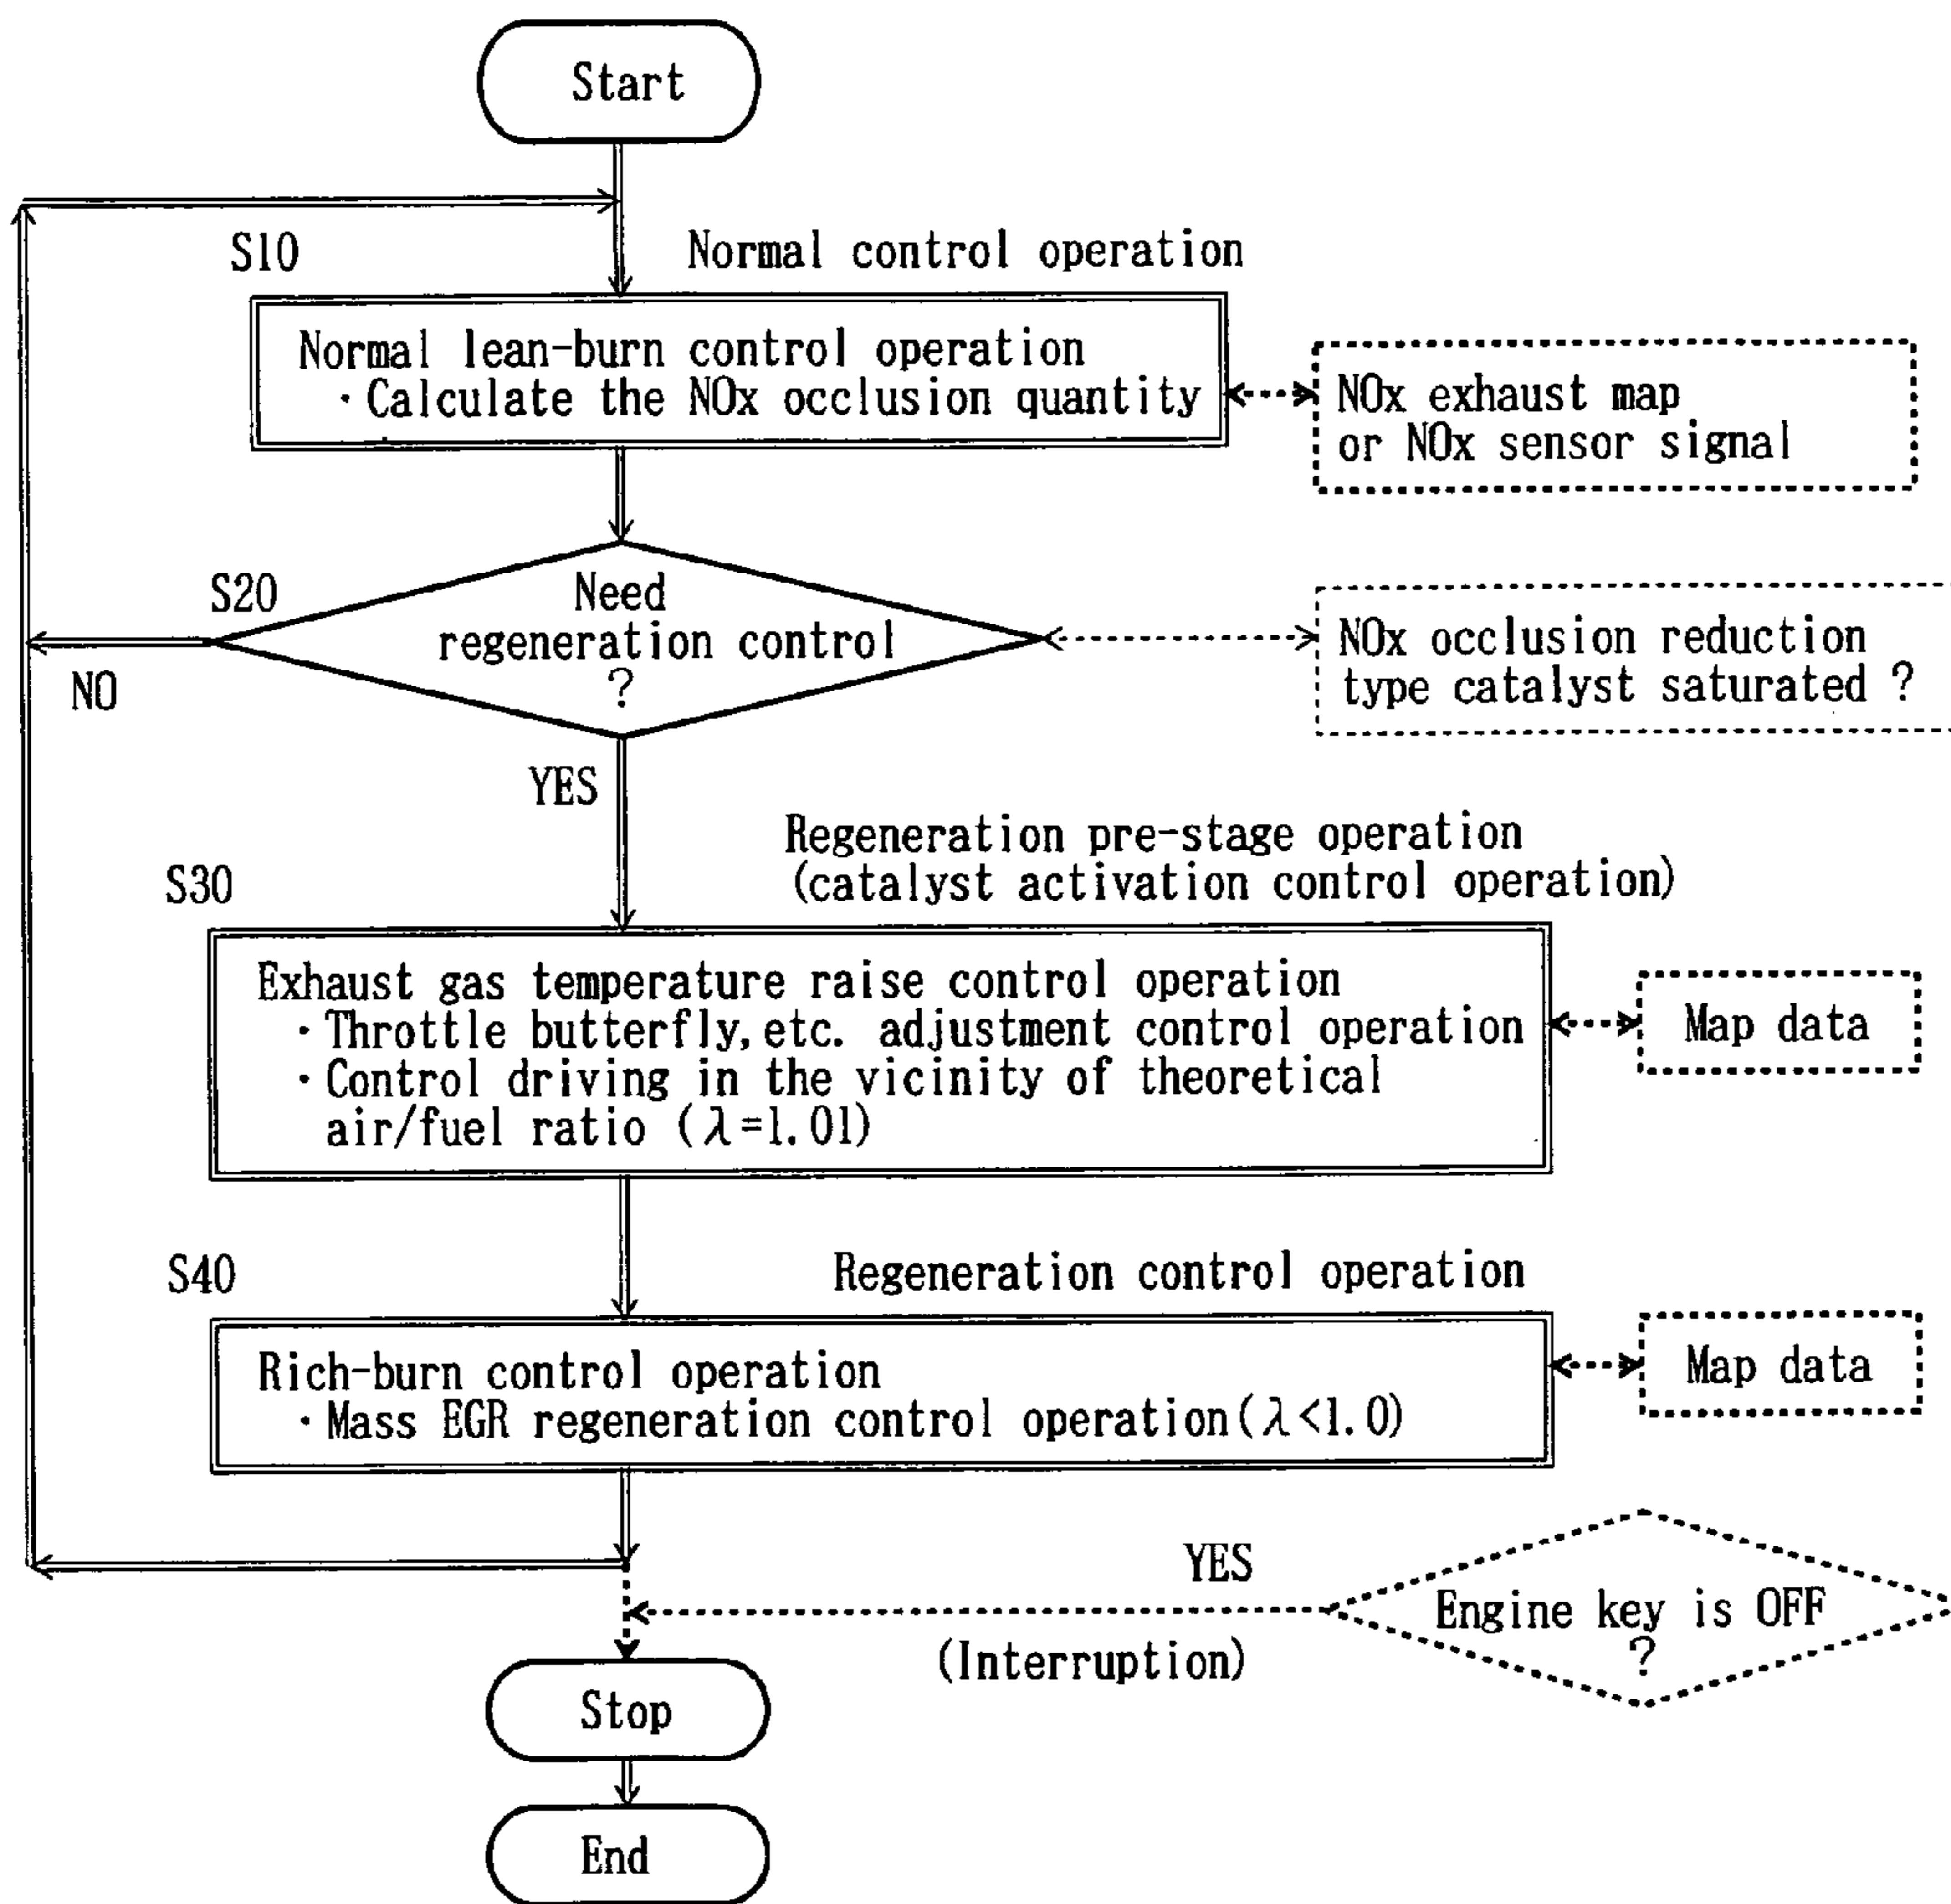 Start
S10
Normal control operation
Normal lean-burn control operation
・Calculate the NOx occlusion quantity
NOx exhaust map
or NOx sensor signal
S20
Need
regeneration control
?
NO
NOx occlusion reduction
type catalyst saturated ?
YES
Regeneration pre-stage operation
(catalyst activation control operation)
S30
Exhaust gas temperature raise control operation
・Throttle butterfly, etc. adjustment control operation
・Control driving in the vicinity of theoretical
air/fuel ratio (λ=1.01)
Map data
S40
Regeneration control operation
Rich-burn control operation
・Mass EGR regeneration control operation(λ<1.0)
Map data
YES
Engine key is OFF
?
(Interruption)
Stop
End